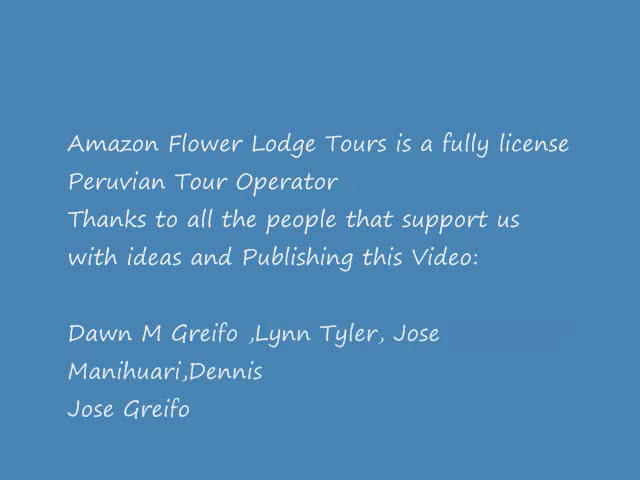 Amazon Flower Lodge Tours is a fully license
Peruvian Tour Operator
Thanks to all the people that support us
with ideas and Publishing this Video:
Dawn M Greifo ,Lynn Tyler, Jose
Manihuari,Dennis
Jose Greifo